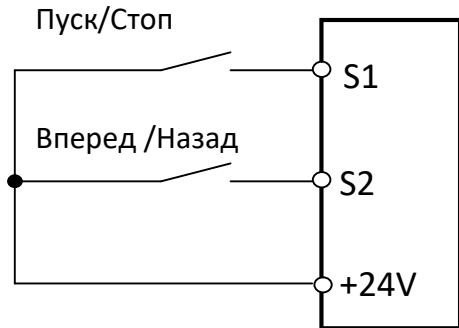 Пуск/Стоп
S1
Вперед /Назад
S2
+24V